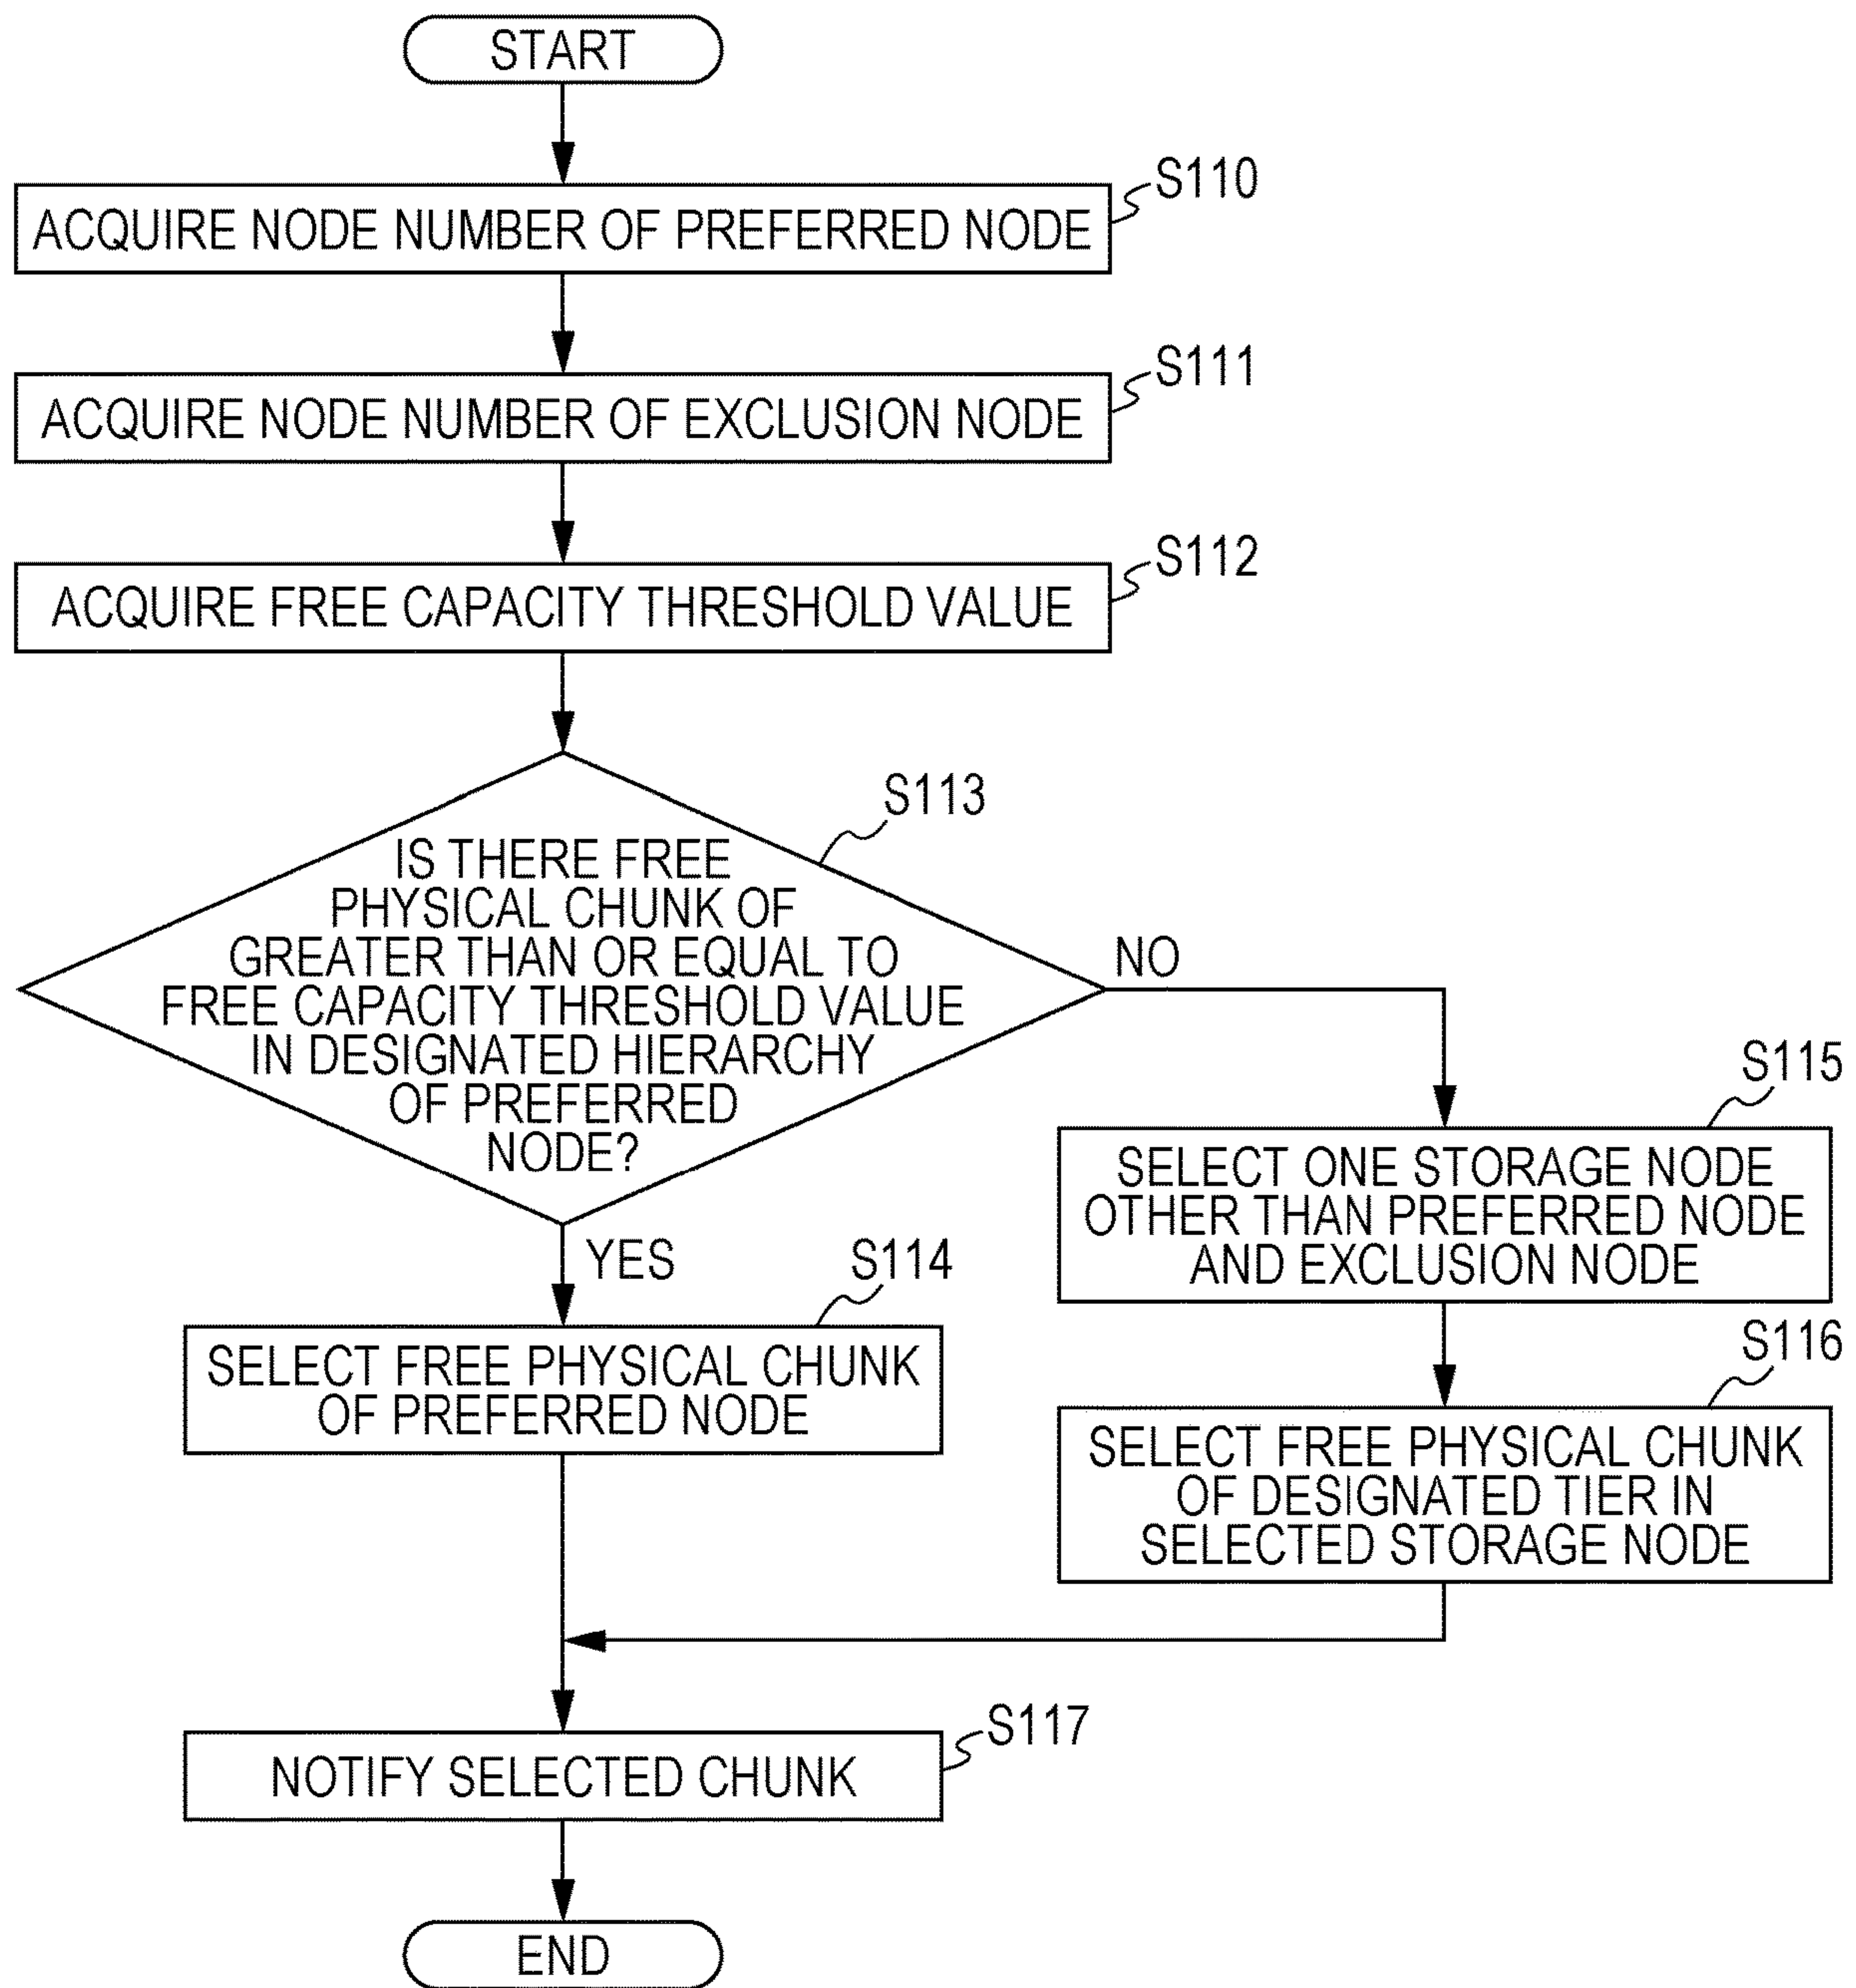 START
S110
ACQUIRE NODE NUMBER OF PREFERRED NODE
S111
ACQUIRE NODE NUMBER OF EXCLUSION NODE
S112
ACQUIRE FREE CAPACITY THRESHOLD VALUE
S113
IS THERE FREE
PHYSICAL CHUNK OF
GREATER THAN OR EQUAL TO
FREE CAPACITY THRESHOLD VALUE
IN DESIGNATED HIERARCHY
OF PREFERRED
NODE?
NO
YES
S114
SELECT FREE PHYSICAL CHUNK
OF PREFERRED NODE
S115
SELECT ONE STORAGE NODE
OTHER THAN PREFERRED NODE
AND EXCLUSION NODE
S116
SELECT FREE PHYSICAL CHUNK
OF DESIGNATED TIER IN
SELECTED STORAGE NODE
S117
NOTIFY SELECTED CHUNK
END